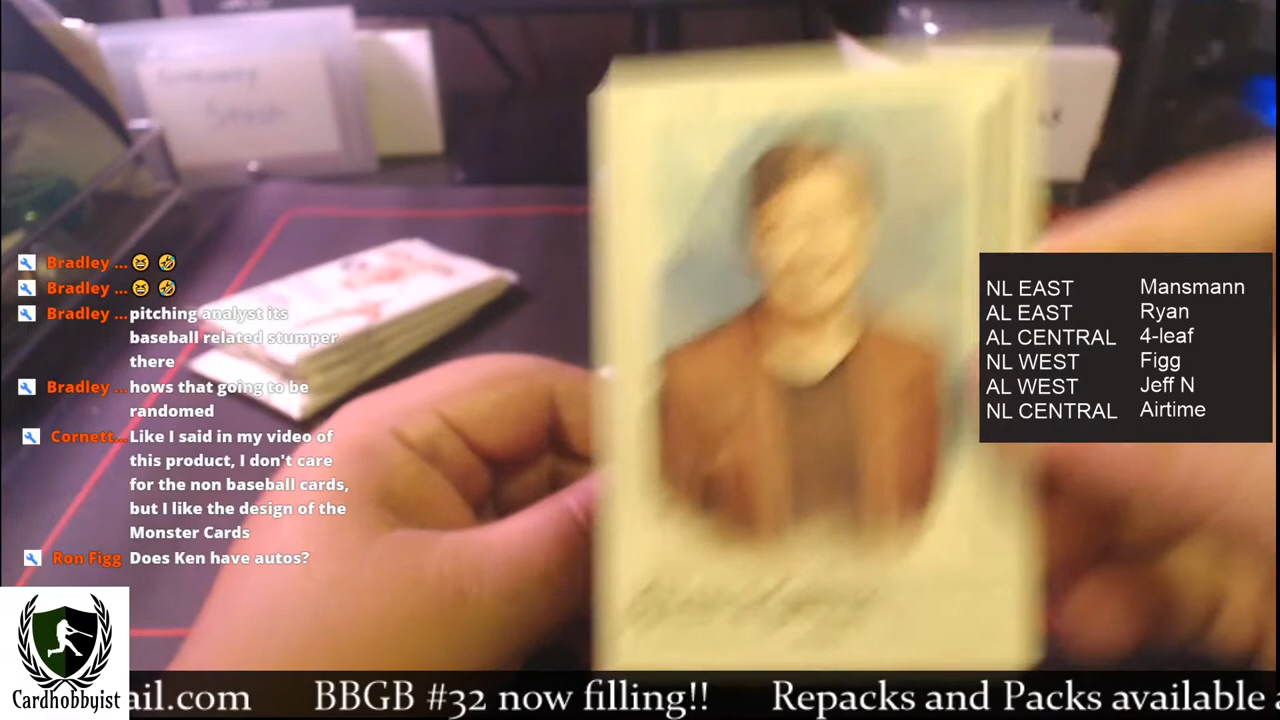 Bradley ... 😆 🤣
Bradley ... 😆 🤣
Bradley ... pitching analyst its
baseball related stumper
there
Bradley ... hows that going to be
randomed
Cornett... Like I said in my video of
this product, I don't care
for the non baseball cards,
but I like the design of the
Monster Cards
Ron Figg Does Ken have autos?
NL EAST Mansmann
AL EAST Ryan
AL CENTRAL 4-leaf
NL WEST Figg
AL WEST Jeff N
NL CENTRAL Airtime
Cardhobbyist
ail.com BBGB #32 now filling!! Repacks and Packs available